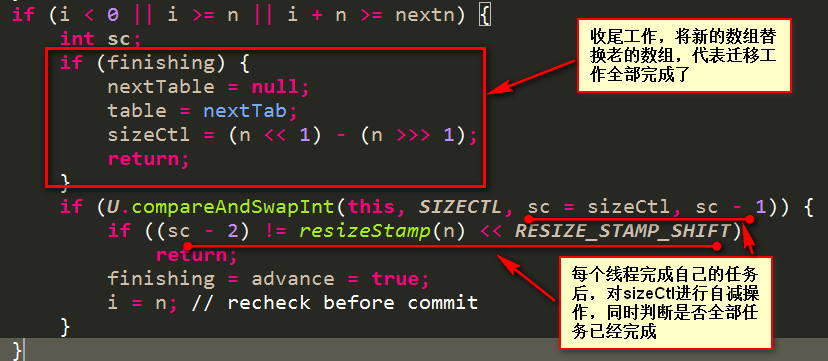 if (i < 0 || i >= n || i + n >= nextn) {
int sc;
if (finishing) {
nextTable = null;
table = nextTab;
sizeCtl = (n << 1) - (n >>> 1);
return;
}
if (U.compareAndSwapInt(this, SIZECTL, sc = sizeCtl, sc - 1)) {
if ((sc - 2) != resizeStamp(n) << RESIZE_STAMP_SHIFT)
return;
finishing = advance = true;
i = n; // recheck before commit
}
}
收尾工作，将新的数组替
换老的数组，代表迁移工
作全部完成了
每个线程完成自己的任务
后，对sizeCtl进行自减操
作，同时判断是否全部任
务已经完成